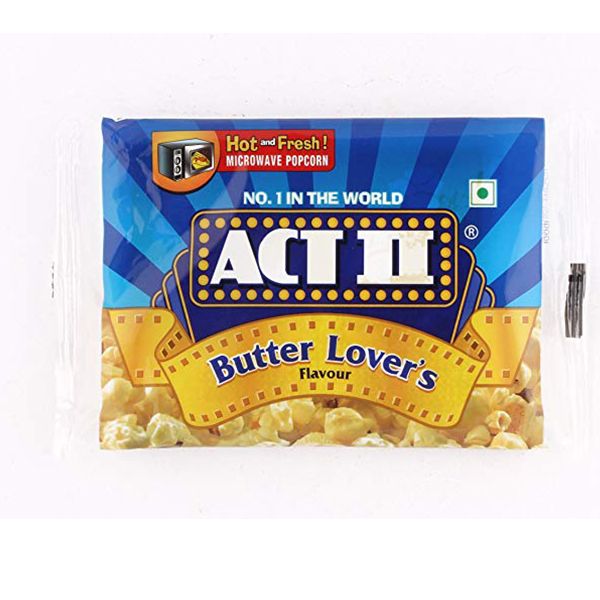 Hot and Fresh!
MICROWAVE POPCORN
NO. 1 IN THE WORLD
ACT II ®
Butter Lover's
Flavour